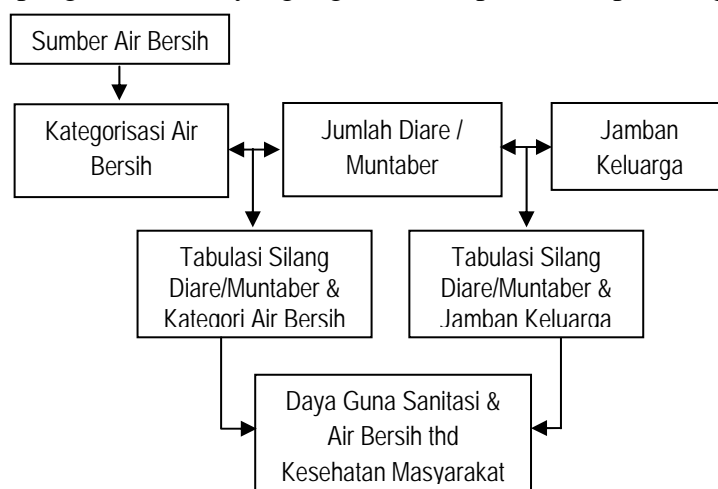 Sumber Air Bersih
Kategorisasi Air
Bersih
Jumlah Diare /
Muntaber
Jamban
Keluarga
Tabulasi Silang
Diare/Muntaber &
Kategori Air Bersih
Tabulasi Silang
Diare/Muntaber &
Jamban Keluarga
Daya Guna Sanitasi &
Air Bersih thd
Kesehatan Masyarakat